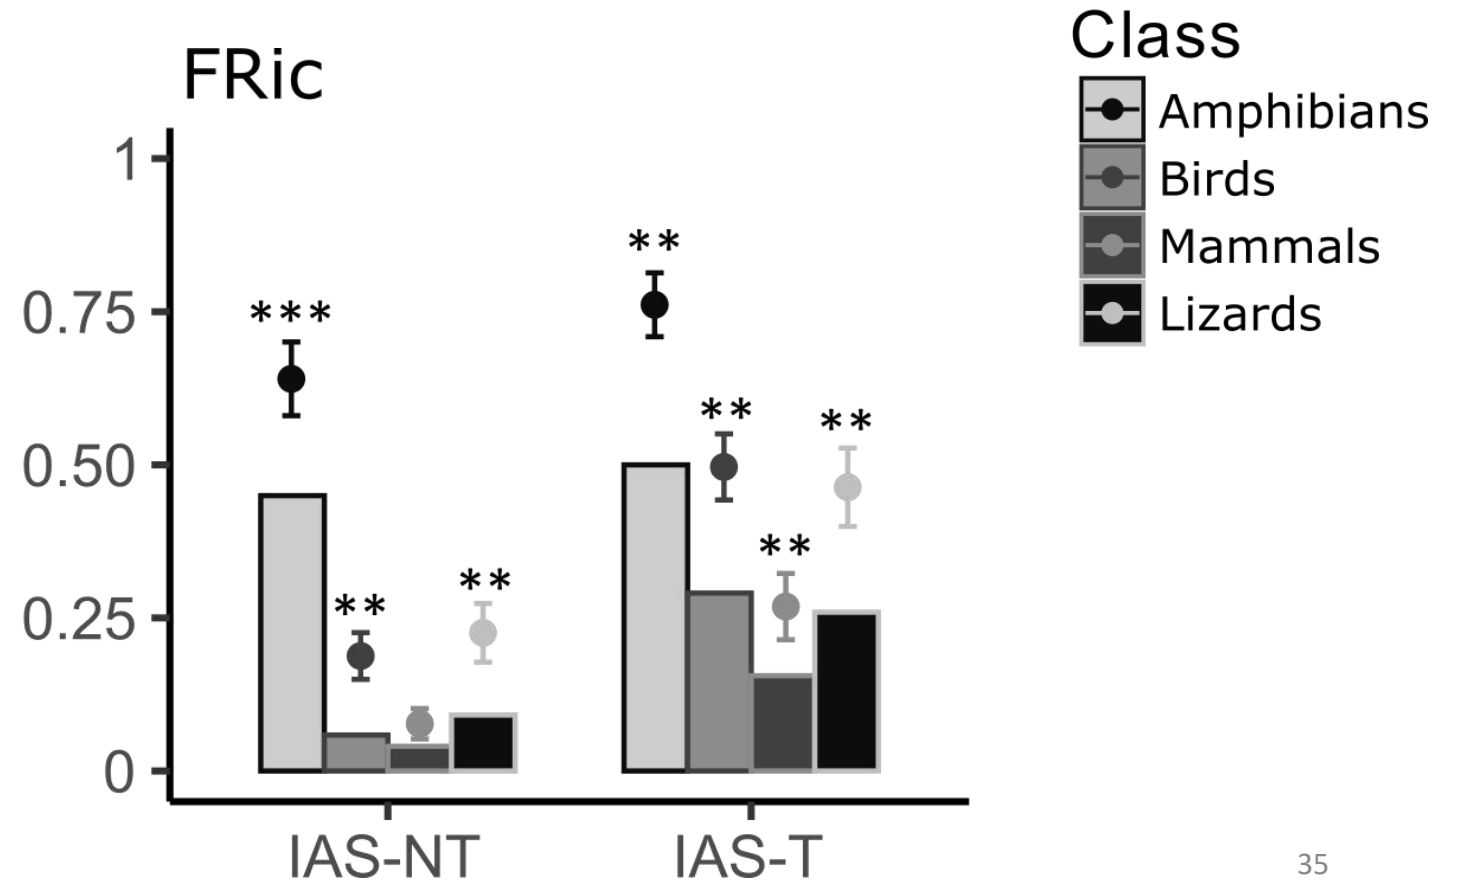 FRic
Class
Amphibians
Birds
Mammals
Lizards
1
0.75
0.50
0.25
0
***
**
**
**
**
**
**
IAS-NT
IAS-T
35